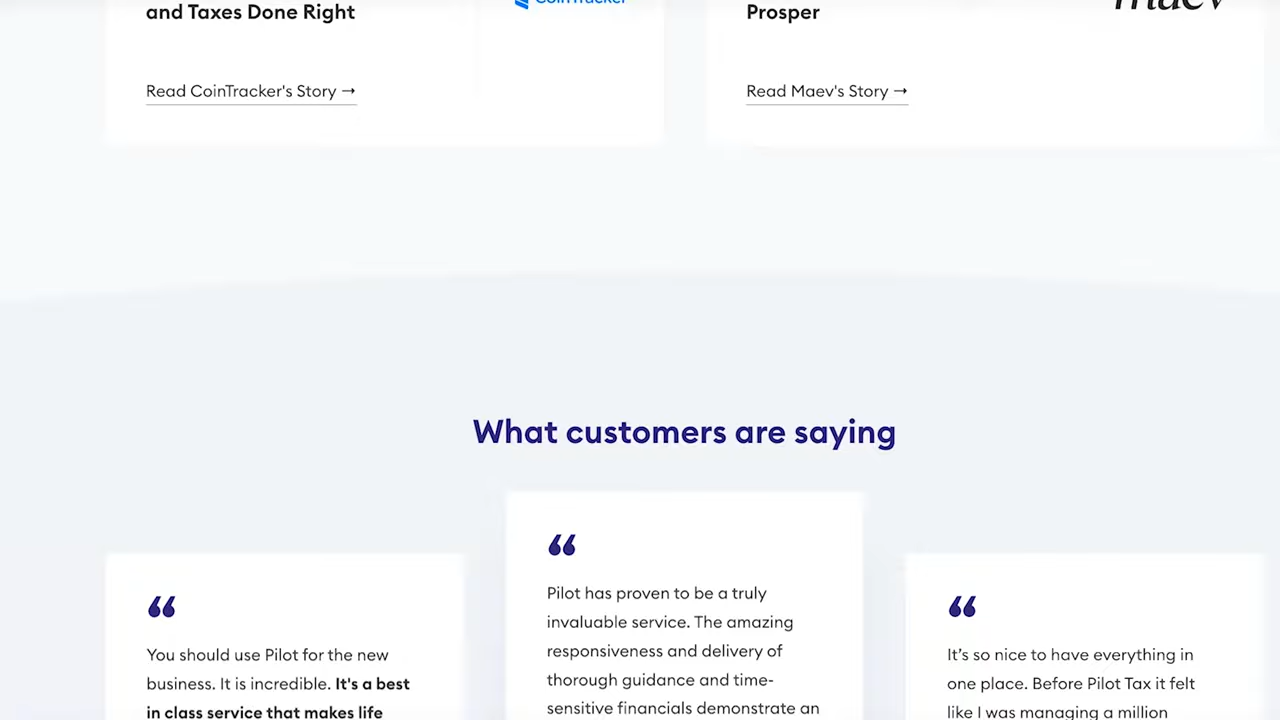 and Taxes Done Right
CoinTracker
Prosper
maev
Read CoinTracker's Story →
Read Maev's Story →
What customers are saying
“
Pilot has proven to be a truly
invaluable service. The amazing
responsiveness and delivery of
thorough guidance and time-
sensitive financials demonstrate an
“
You should use Pilot for the new
business. It is incredible. It's a best
in class service that makes life
“
It’s so nice to have everything in
one place. Before Pilot Tax it felt
like I was managing a million